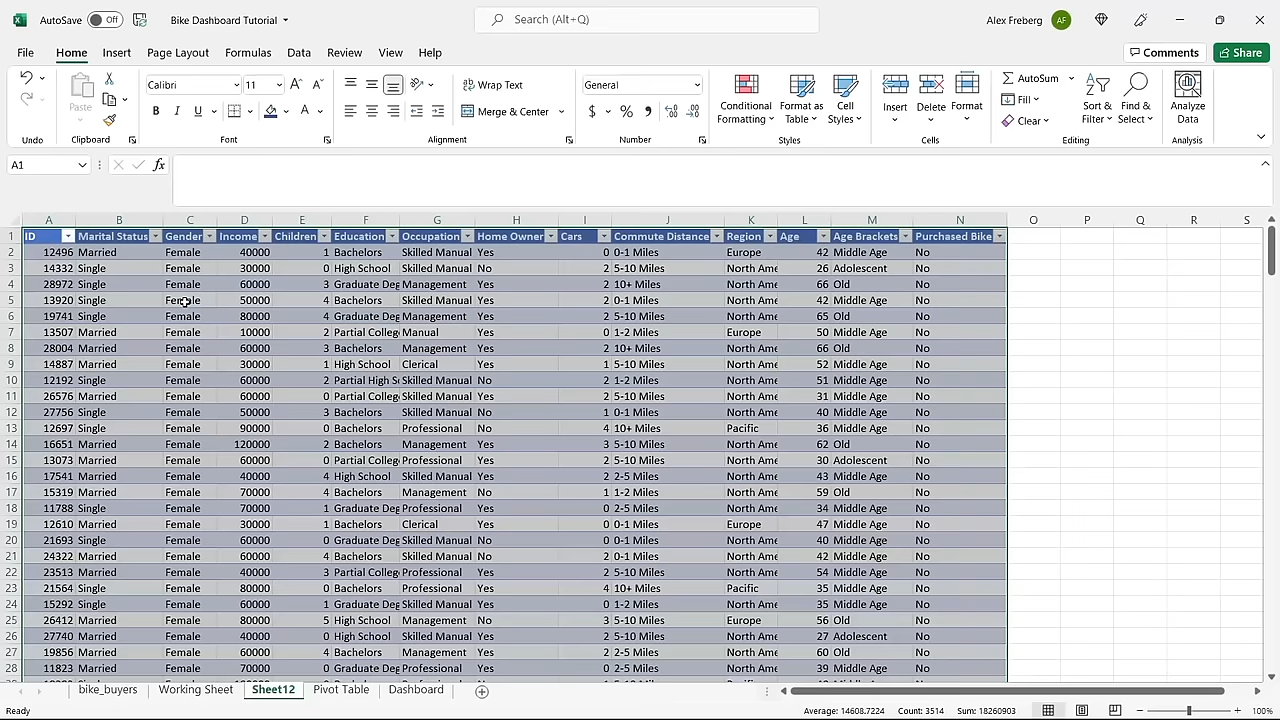 AutoSave Off Bike Dashboard Tutorial Search (Alt+Q) Alex Freberg AF
File Home Insert Page Layout Formulas Data Review View Help Comments Share
Calibri 11 Wrap Text General AutoSum
Paste Conditional Formatting Format as Table Cell Styles Insert Delete Format Fill Sort & Filter Find & Select Analyze Data
B I U A Merge & Center $ % Clear
Undo Clipboard Font Alignment Number Styles Cells Editing Analysis
A1 fx
A B C D E F G H I J K L M N O P Q R S
1 ID Marital Status Gender Income Children Education Occupation Home Owner Cars Commute Distance Region Age Age Brackets Purchased Bike
2 12496 Married Female 40000 1 Bachelors Skilled Manual Yes 0 0-1 Miles Europe 42 Middle Age No
3 14332 Single Female 30000 0 High School Skilled Manual No 2 5-10 Miles North Ame 26 Adolescent No
4 28972 Single Female 60000 3 Graduate Deg Management Yes 2 10+ Miles North Ame 66 Old No
5 13920 Single Female 50000 4 Bachelors Skilled Manual Yes 2 0-1 Miles North Ame 42 Middle Age No
6 19741 Single Female 80000 4 Graduate Deg Management Yes 2 5-10 Miles North Ame 65 Old No
7 13507 Married Female 10000 2 Partial Colleg Manual Yes 0 1-2 Miles Europe 50 Middle Age No
8 28004 Married Female 60000 3 Bachelors Management Yes 2 10+ Miles North Ame 66 Old No
9 14887 Married Female 30000 1 High School Clerical Yes 1 5-10 Miles North Ame 52 Middle Age No
10 12192 Single Female 60000 2 Partial High S Skilled Manual No 2 1-2 Miles North Ame 51 Middle Age No
11 26576 Married Female 60000 0 Partial Colleg Skilled Manual Yes 2 5-10 Miles North Ame 31 Middle Age No
12 27756 Single Female 50000 3 Bachelors Skilled Manual No 1 0-1 Miles North Ame 40 Middle Age No
13 12697 Single Female 90000 0 Bachelors Professional No 4 10+ Miles Pacific 36 Middle Age No
14 16651 Married Female 120000 2 Bachelors Management Yes 3 5-10 Miles North Ame 62 Old No
15 13073 Married Female 60000 0 Partial Colleg Professional Yes 2 5-10 Miles North Ame 30 Adolescent No
16 17541 Married Female 40000 4 High School Skilled Manual Yes 2 2-5 Miles North Ame 43 Middle Age No
17 15319 Married Female 70000 4 Bachelors Management No 1 1-2 Miles North Ame 59 Old No
18 11788 Single Female 70000 1 Graduate Deg Professional Yes 0 2-5 Miles North Ame 34 Middle Age No
19 12610 Married Female 30000 1 Bachelors Clerical Yes 0 0-1 Miles Europe 47 Middle Age No
20 21693 Single Female 60000 0 Graduate Deg Skilled Manual No 0 0-1 Miles North Ame 40 Middle Age No
21 24322 Married Female 60000 4 Bachelors Skilled Manual No 2 0-1 Miles North Ame 42 Middle Age No
22 23513 Married Female 40000 3 Partial Colleg Professional Yes 2 5-10 Miles North Ame 54 Middle Age No
23 21564 Single Female 80000 0 Bachelors Professional Yes 4 10+ Miles Pacific 35 Middle Age No
24 15292 Single Female 60000 1 Graduate Deg Skilled Manual Yes 0 1-2 Miles North Ame 35 Middle Age No
25 26412 Married Female 80000 5 High School Management No 3 5-10 Miles Europe 56 Old No
26 27740 Married Female 40000 0 High School Skilled Manual Yes 2 5-10 Miles North Ame 27 Adolescent No
27 19856 Married Female 60000 4 Bachelors Management Yes 2 2-5 Miles North Ame 60 Old No
28 11823 Married Female 70000 0 Graduate Deg Professional Yes 0 2-5 Miles North Ame 39 Middle Age No
bike_buyers Working Sheet Sheet12 Pivot Table Dashboard
Ready Average: 14608.7224 Count: 3514 Sum: 18260903 100%